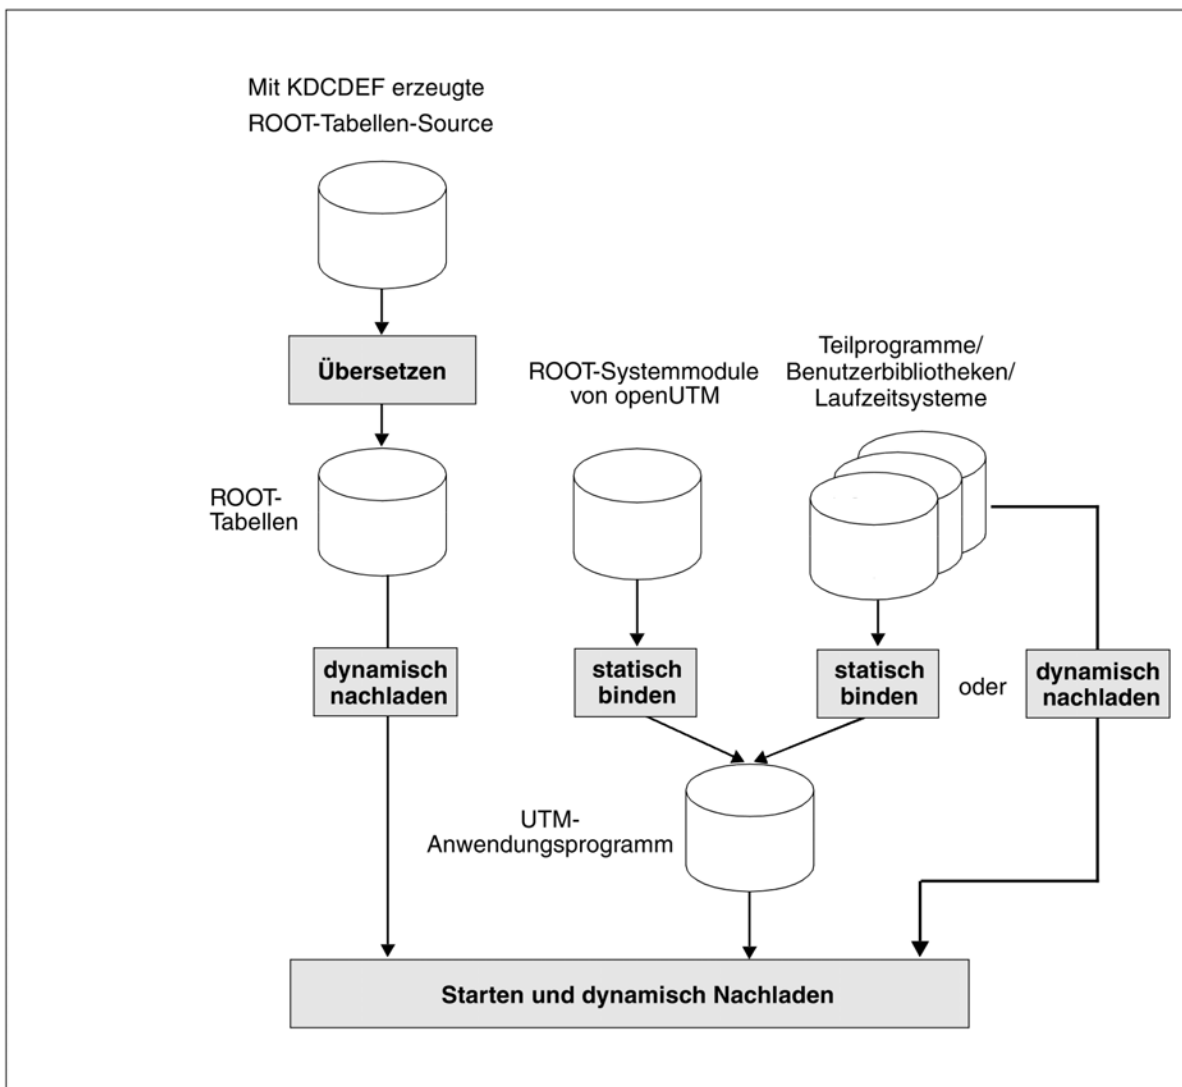 Mit KDCDEF erzeugte
ROOT-Tabellen-Source
Übersetzen
ROOT-Systemmodule
von openUTM
Teilprogramme/
Benutzerbibliotheken/
Laufzeitsysteme
ROOT-
Tabellen
dynamisch
nachladen
statisch
binden
statisch
binden
oder
dynamisch
nachladen
UTM-
Anwendungsprogramm
Starten und dynamisch Nachladen